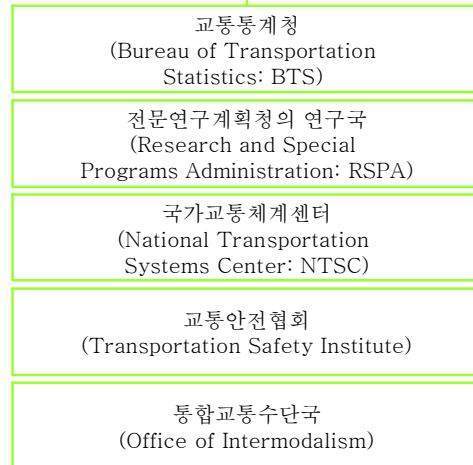 교통통계청
(Bureau of Transportation
Statistics: BTS)
전문연구계획청의 연구국
(Research and Special
Programs Administration: RSPA)
국가교통체계센터
(National Transportation
Systems Center: NTSC)
교통안전협회
(Transportation Safety Institute)
통합교통수단국
(Office of Intermodalism)